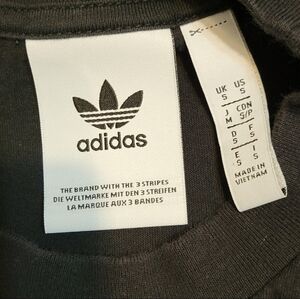 adidas
THE BRAND WITH THE 3 STRIPES
DIE WELTMARKE MIT DEN 3 STREIFEN
LA MARQUE AUX 3 BANDES
UK US
S S
J CDN
M S/P
D F
S S
E I
S S
MADE IN
VIETNAM